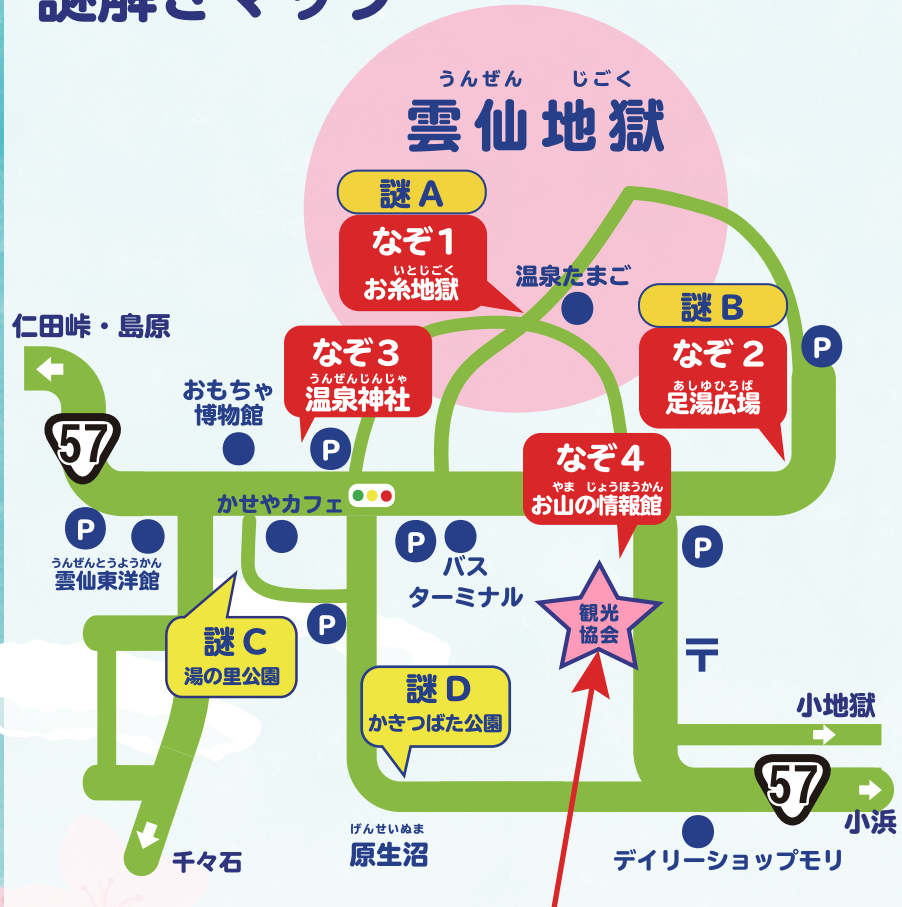 謎解きマップ
うんぜん じごく
雲仙地獄
謎A
なぞ1
いとじごく
お糸地獄
温泉たまご
謎B
なぞ2
あしゆひろば
足湯広場
P
仁田峠・島原
57
おもちゃ
博物館
なぞ3
うんぜんじんじゃ
温泉神社
P
なぞ4
やま じょうほうかん
お山の情報館
かせやカフェ
P
うんぜんとうようかん
雲仙東洋館
P
バス
ターミナル
P
観光
協会
〒
P
謎C
湯の里公園
謎D
かきつばた公園
小地獄
57
小浜
げんせいぬま
原生沼
千々石
デイリーショップモリ